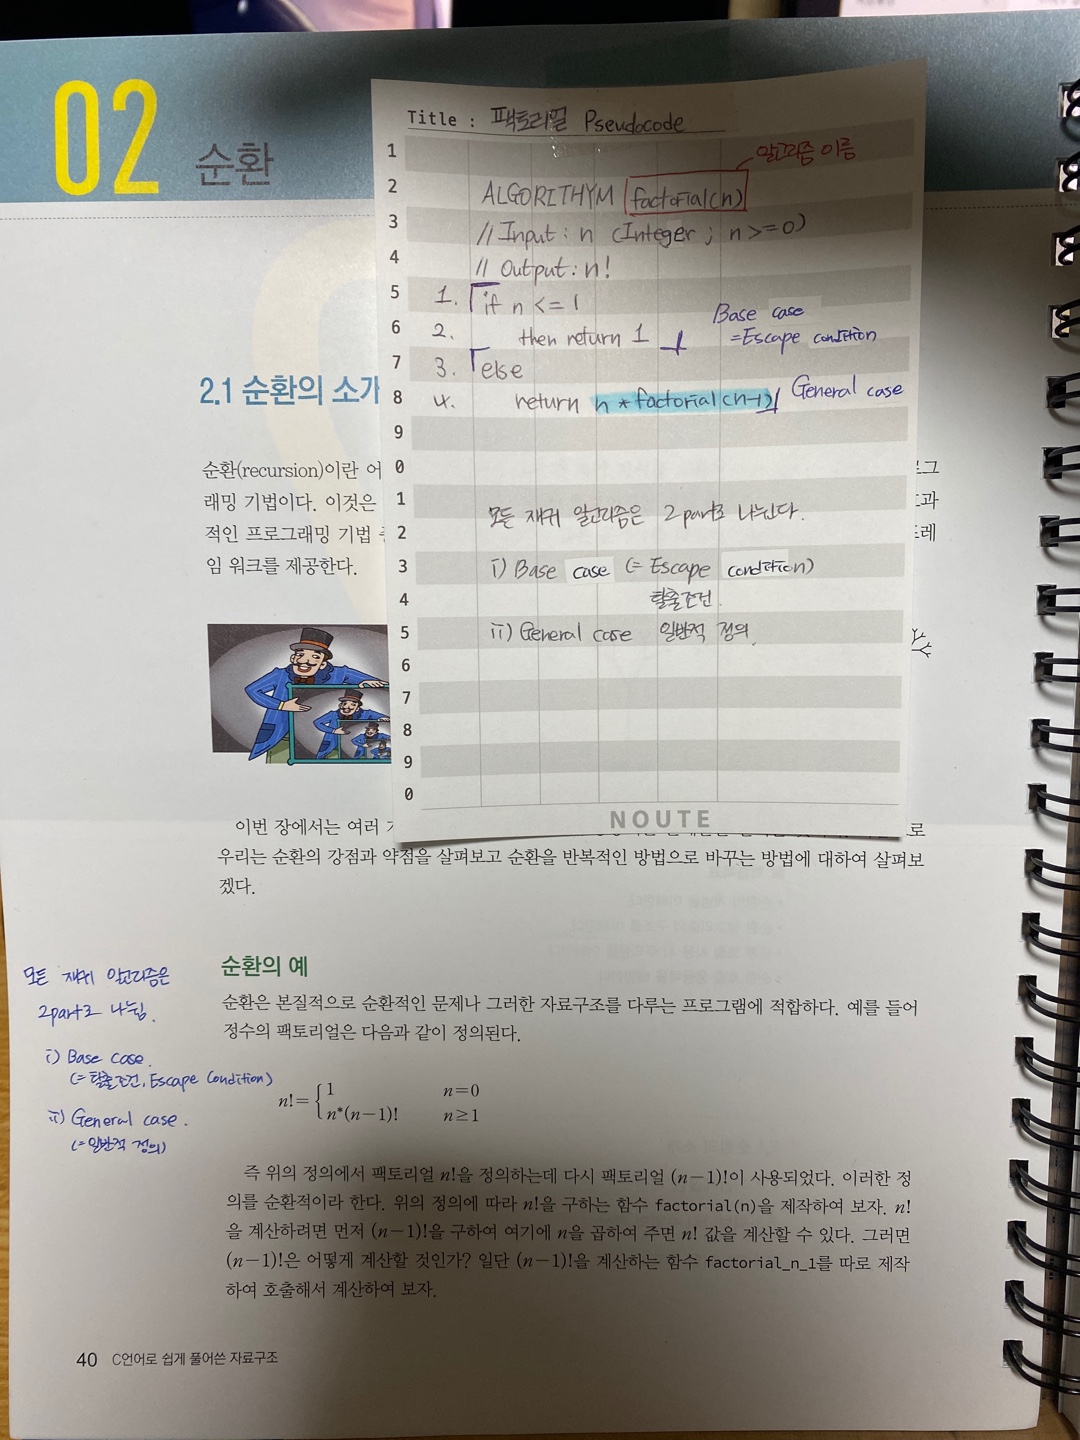 02
순환
Title : 팩토리얼 Pseudocode
알고리즘 이름
1
2 ALGORITHYM factorial(n)
3 // Input : n (Integer ; n >= 0)
4 // Output : n!
5 1. if n <= 1
6 2. then return 1
Base case
= Escape condition
7 3. else
8 4. return n * factorial(n-1) General case
9
0
1 모든 재귀 알고리즘은 2part로 나뉜다.
2
3 i) Base case (= Escape condition)
4 탈출조건.
5 ii) General case 일반적 정의.
6
7
8
9
0
NOUTE
2.1 순환의 소개
순환(recursion)이란 어
래밍 기법이다. 이것은
적인 프로그래밍 기법
임 워크를 제공한다.
그
과
프레
이번 장에서는 여러 로
우리는 순환의 강점과 약점을 살펴보고 순환을 반복적인 방법으로 바꾸는 방법에 대하여 살펴보
겠다.
순환의 예
순환은 본질적으로 순환적인 문제나 그러한 자료구조를 다루는 프로그램에 적합하다. 예를 들어
정수의 팩토리얼은 다음과 같이 정의된다.
모든 재귀 알고리즘은
2part로 나뉨.
i) Base case.
(= 탈출조건, Escape Condition)
ii) General case.
(= 일반적 정의)
n!= { 1 n=0
n*(n−1)! n≥1
즉 위의 정의에서 팩토리얼 n!을 정의하는데 다시 팩토리얼 (n−1)!이 사용되었다. 이러한 정
의를 순환적이라 한다. 위의 정의에 따라 n!을 구하는 함수 factorial(n)을 제작하여 보자. n!
을 계산하려면 먼저 (n−1)!을 구하여 여기에 n을 곱하여 주면 n! 값을 계산할 수 있다. 그러면
(n−1)!은 어떻게 계산할 것인가? 일단 (n−1)!을 계산하는 함수 factorial_n_1를 따로 제작
하여 호출해서 계산하여 보자.
40 C언어로 쉽게 풀어쓴 자료구조